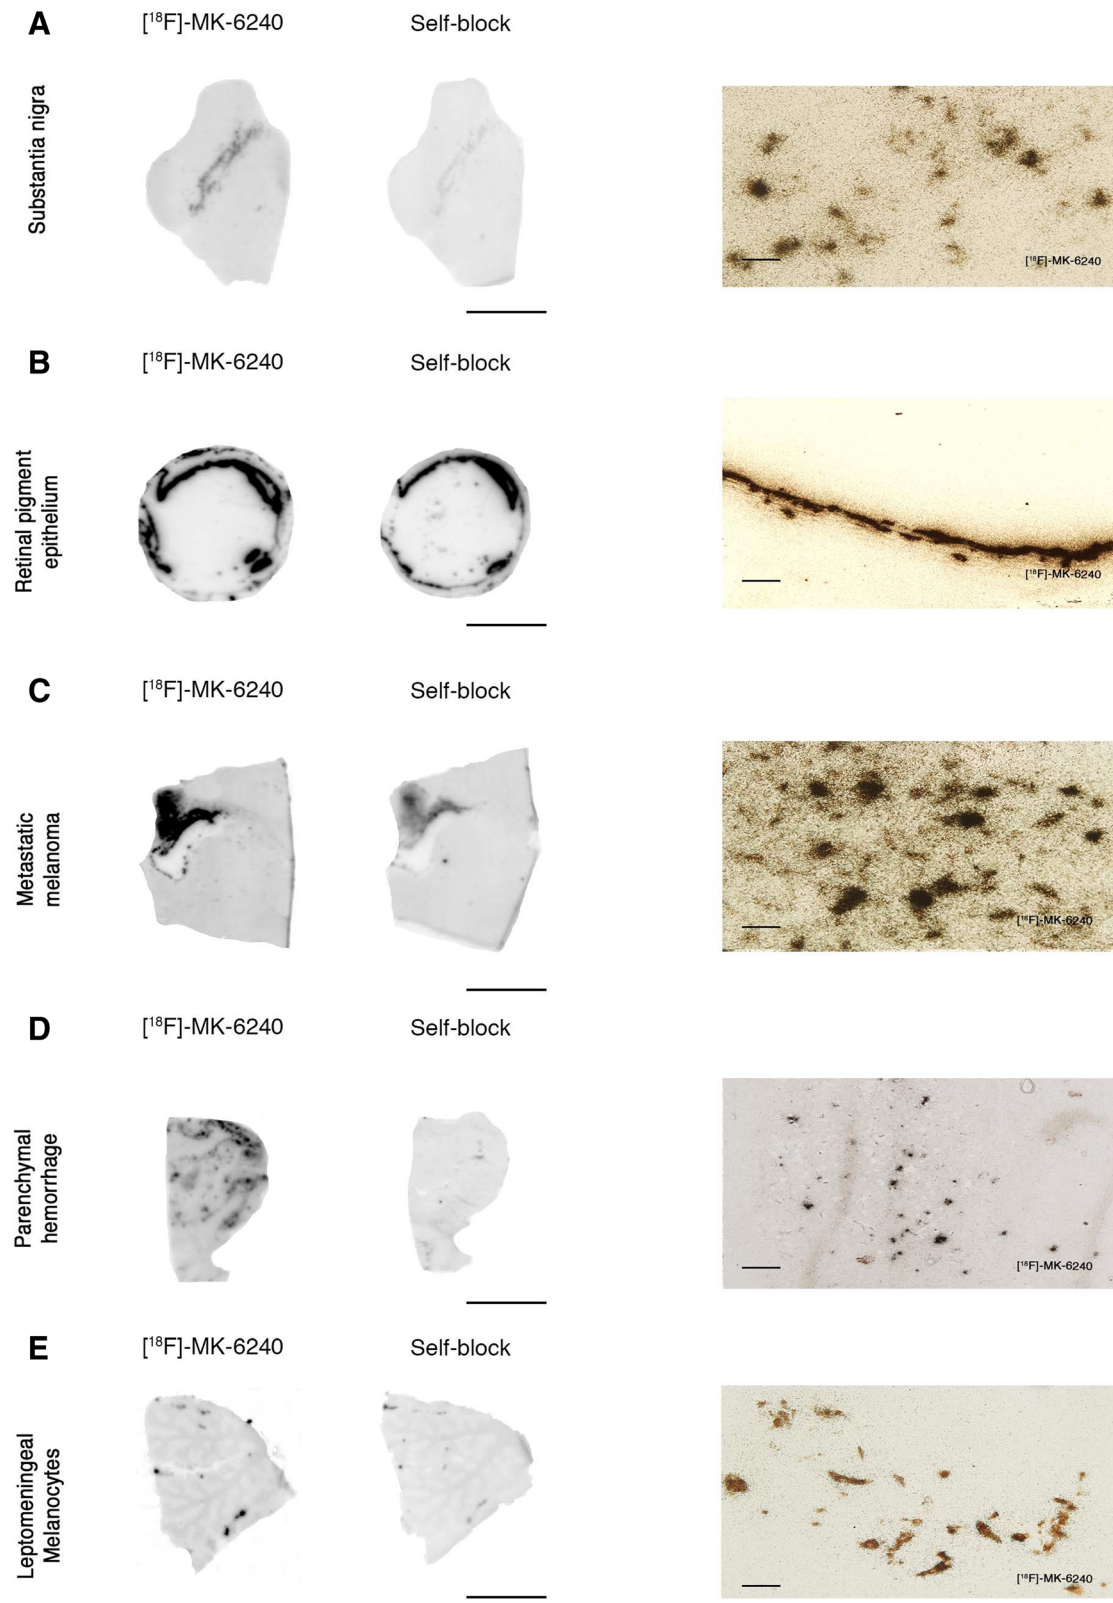 A
[¹⁸F]-MK-6240
Self-block
Substantia nigra
[¹⁸F]-MK-6240
B
[¹⁸F]-MK-6240
Self-block
Retinal pigment
epithelium
[¹⁸F]-MK-6240
C
[¹⁸F]-MK-6240
Self-block
Metastatic
melanoma
[¹⁸F]-MK-6240
D
[¹⁸F]-MK-6240
Self-block
Parenchymal
hemorrhage
[¹⁸F]-MK-6240
E
[¹⁸F]-MK-6240
Self-block
Leptomeningeal
Melanocytes
[¹⁸F]-MK-6240